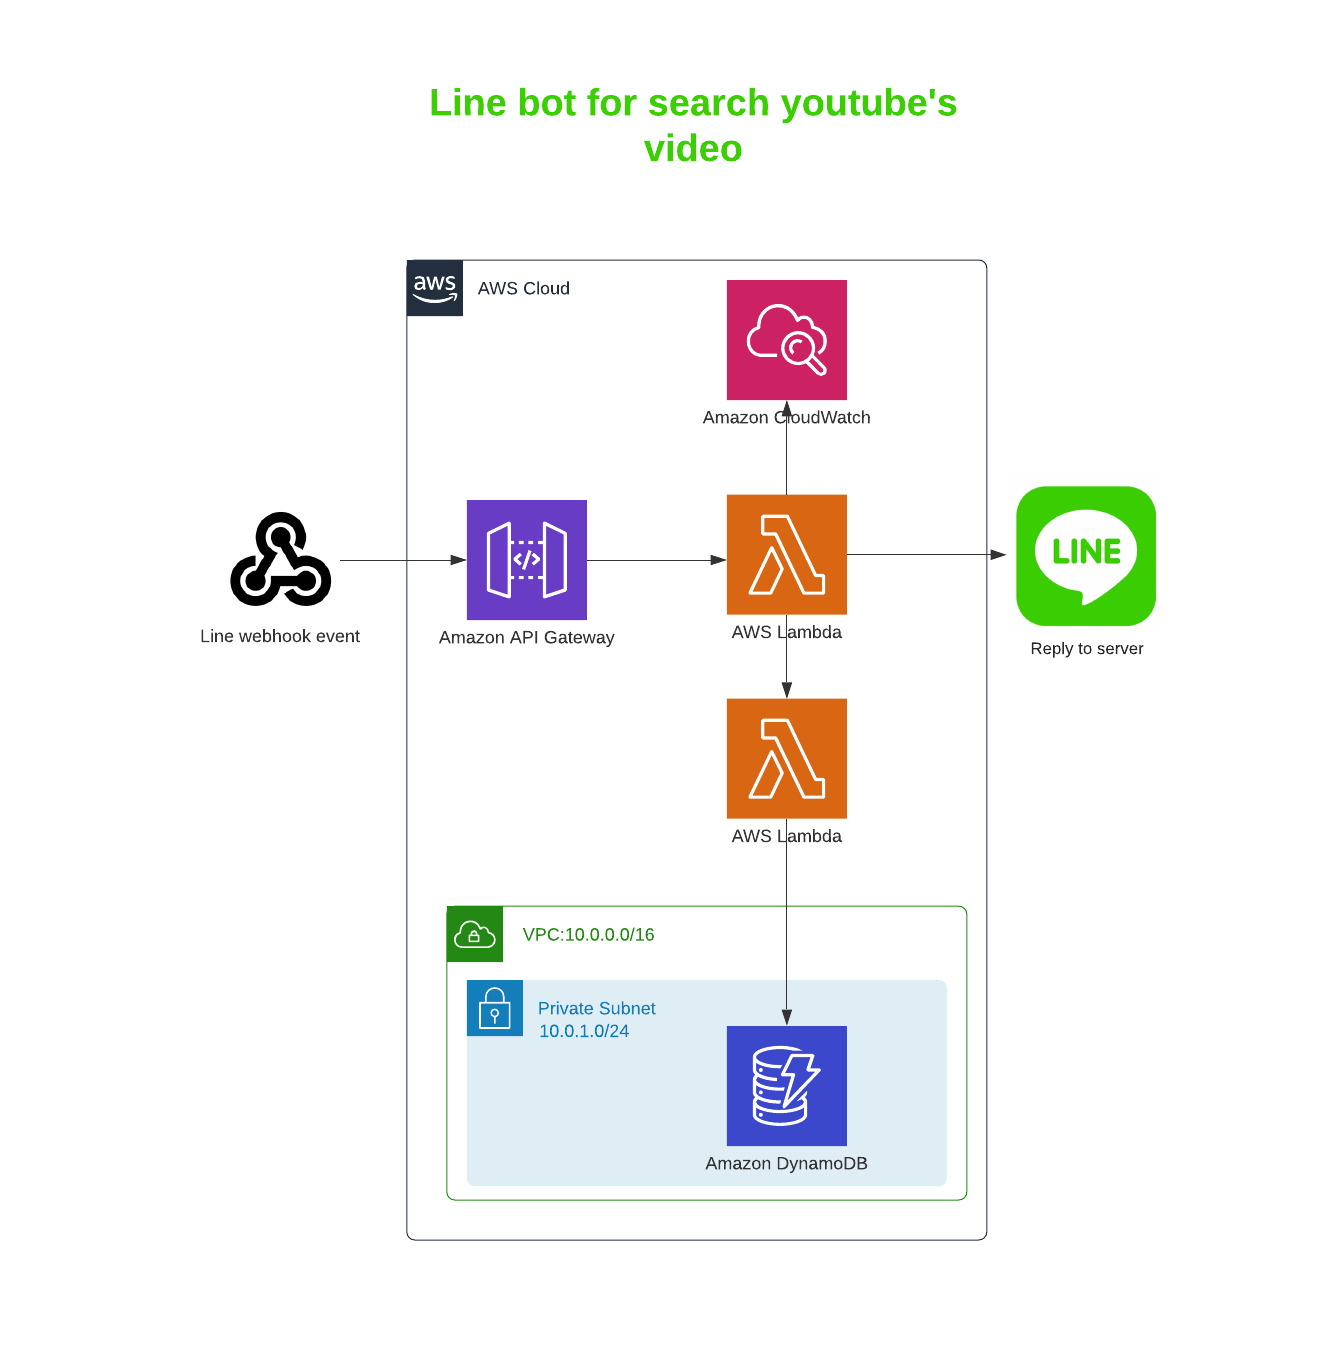 Line bot for search youtube's
video
aws
AWS Cloud
Amazon CloudWatch
LINE
Line webhook event
Amazon API Gateway
AWS Lambda
Reply to server
AWS Lambda
VPC:10.0.0.0/16
Private Subnet
10.0.1.0/24
Amazon DynamoDB